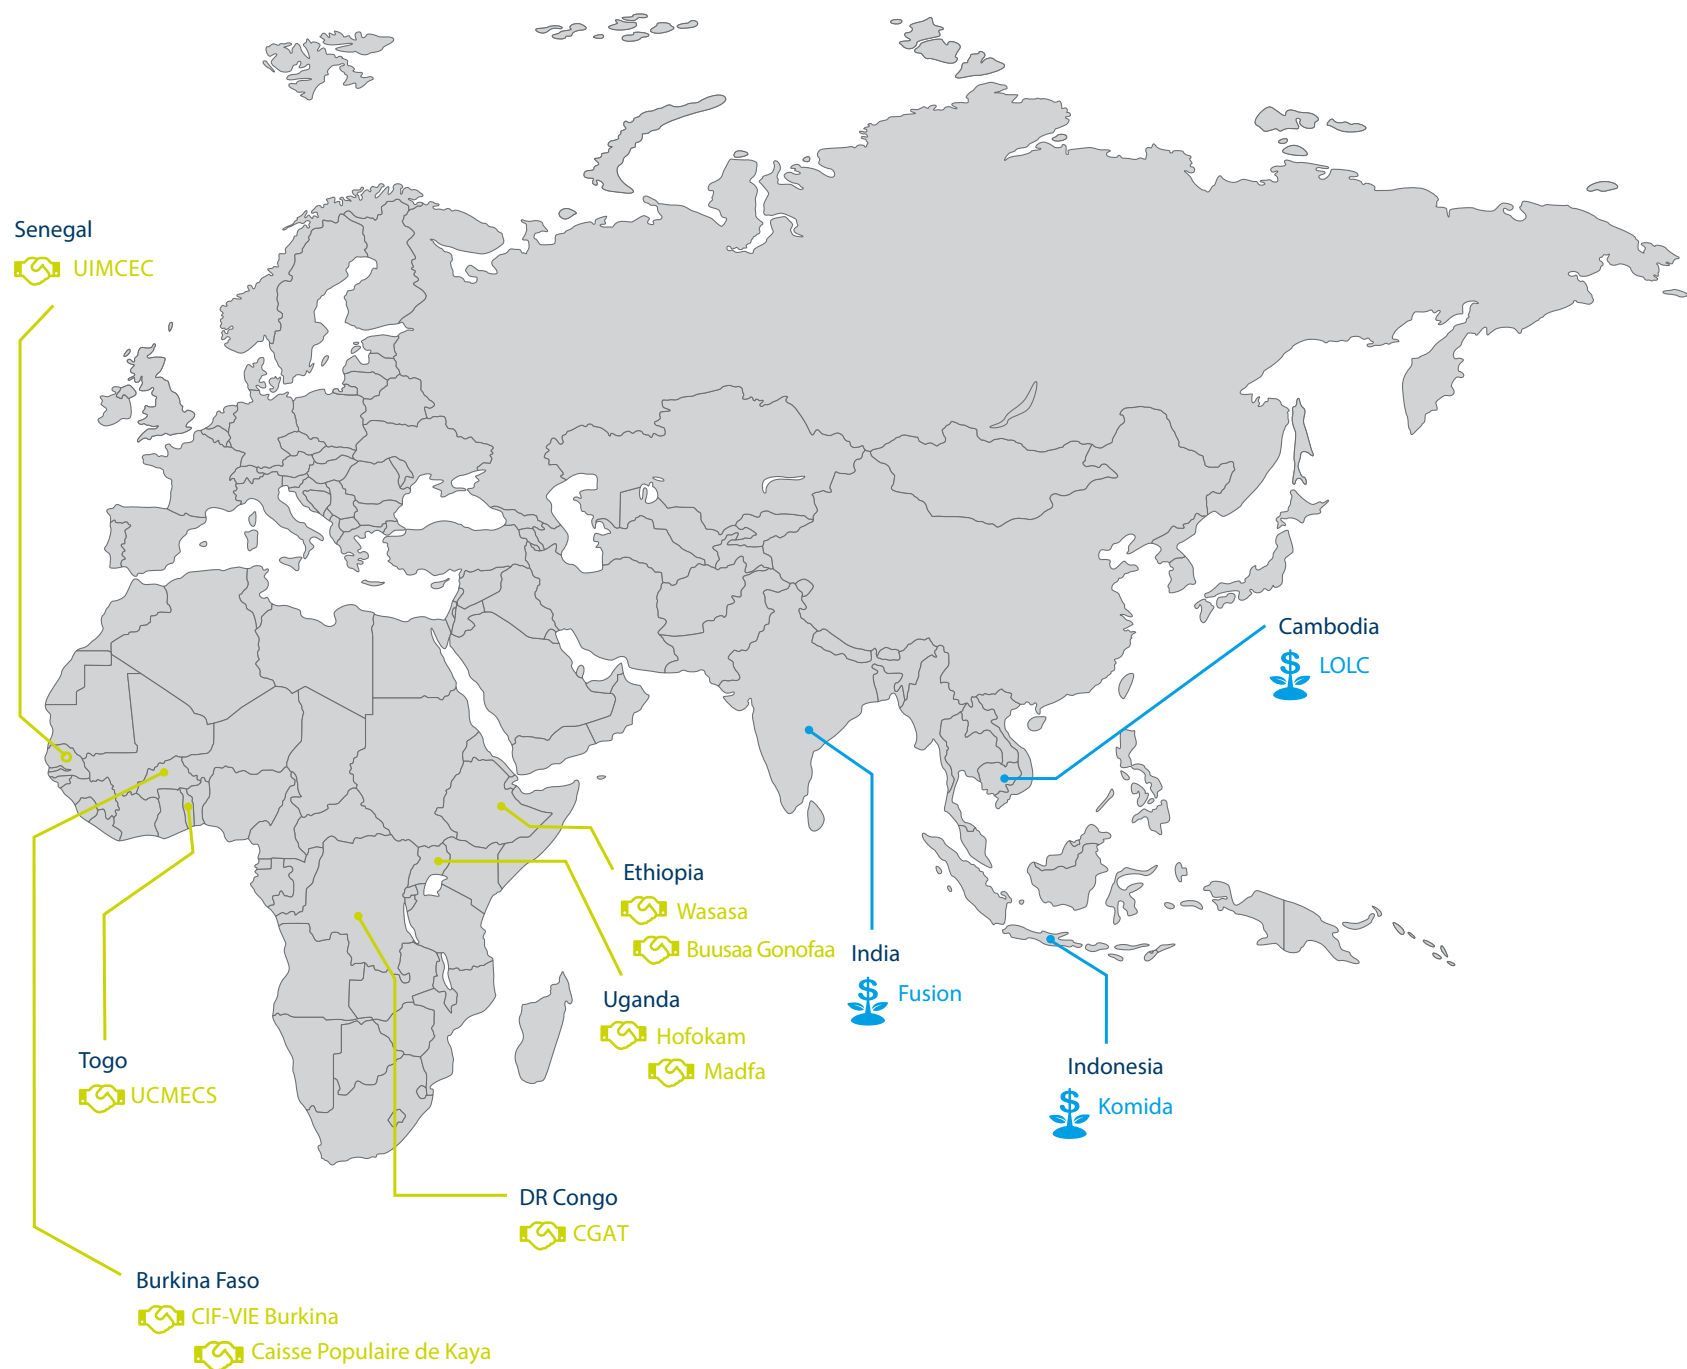 Senegal
UIMCEC
Cambodia
$ LOLC
Ethiopia
Wasasa
Buusaa Gonofaa
India
$ Fusion
Uganda
Hofokam
Madfa
Togo
UCMECS
Indonesia
$ Komida
DR Congo
CGAT
Burkina Faso
CIF-VIE Burkina
Caisse Populaire de Kaya